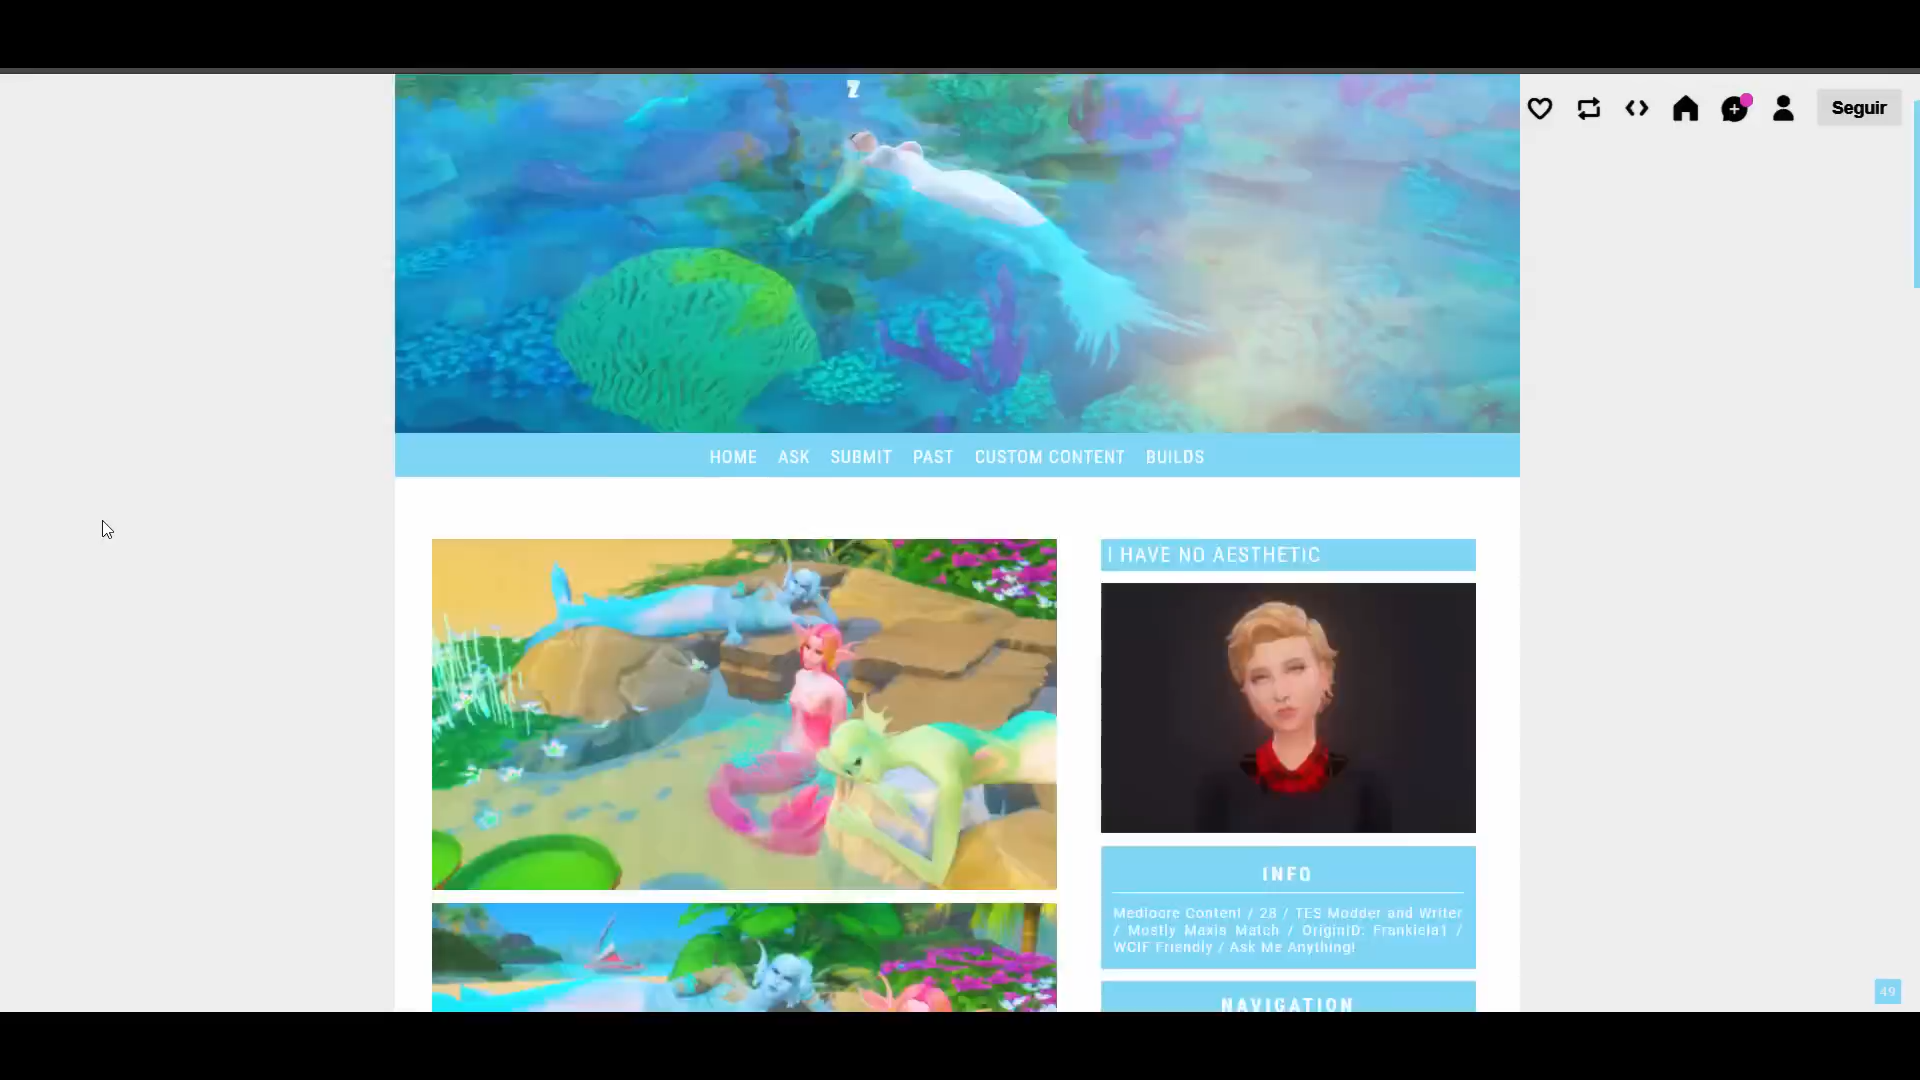 Z
Seguir
HOME ASK SUBMIT PAST CUSTOM CONTENT BUILDS
I HAVE NO AESTHETIC
INFO
Mediocre Content / 28 / TES Modder and Writer
/ Mostly Maxis Match / OriginID: Frankieja1 /
WCIF Friendly / Ask Me Anything!
NAVIGATION
49